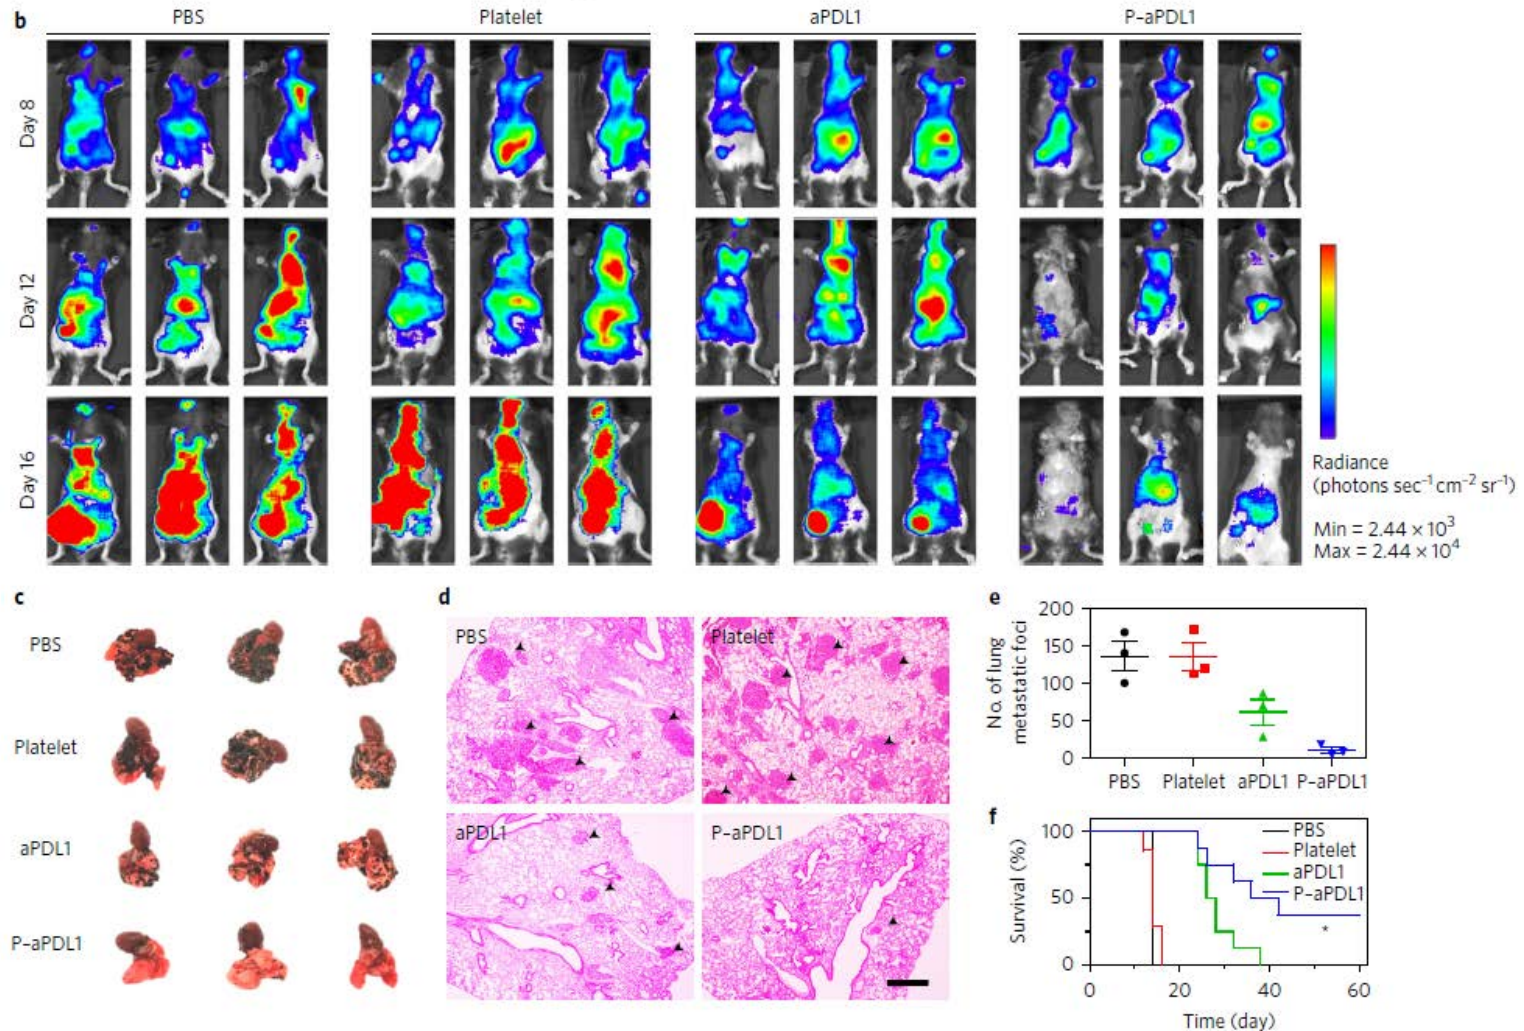 b
PBS Platelet aPDL1 P–aPDL1
Day 8
Day 12
Day 16
Radiance
(photons sec⁻¹ cm⁻² sr⁻¹)
Min = 2.44 × 10³
Max = 2.44 × 10⁴
c
PBS
Platelet
aPDL1
P–aPDL1
d
PBS
Platelet
aPDL1
P–aPDL1
e
No. of lung
metastatic foci
200
150
100
50
0
PBS Platelet aPDL1 P–aPDL1
f
Survival (%)
100
50
0
PBS
Platelet
aPDL1
P–aPDL1
*
0 20 40 60
Time (day)